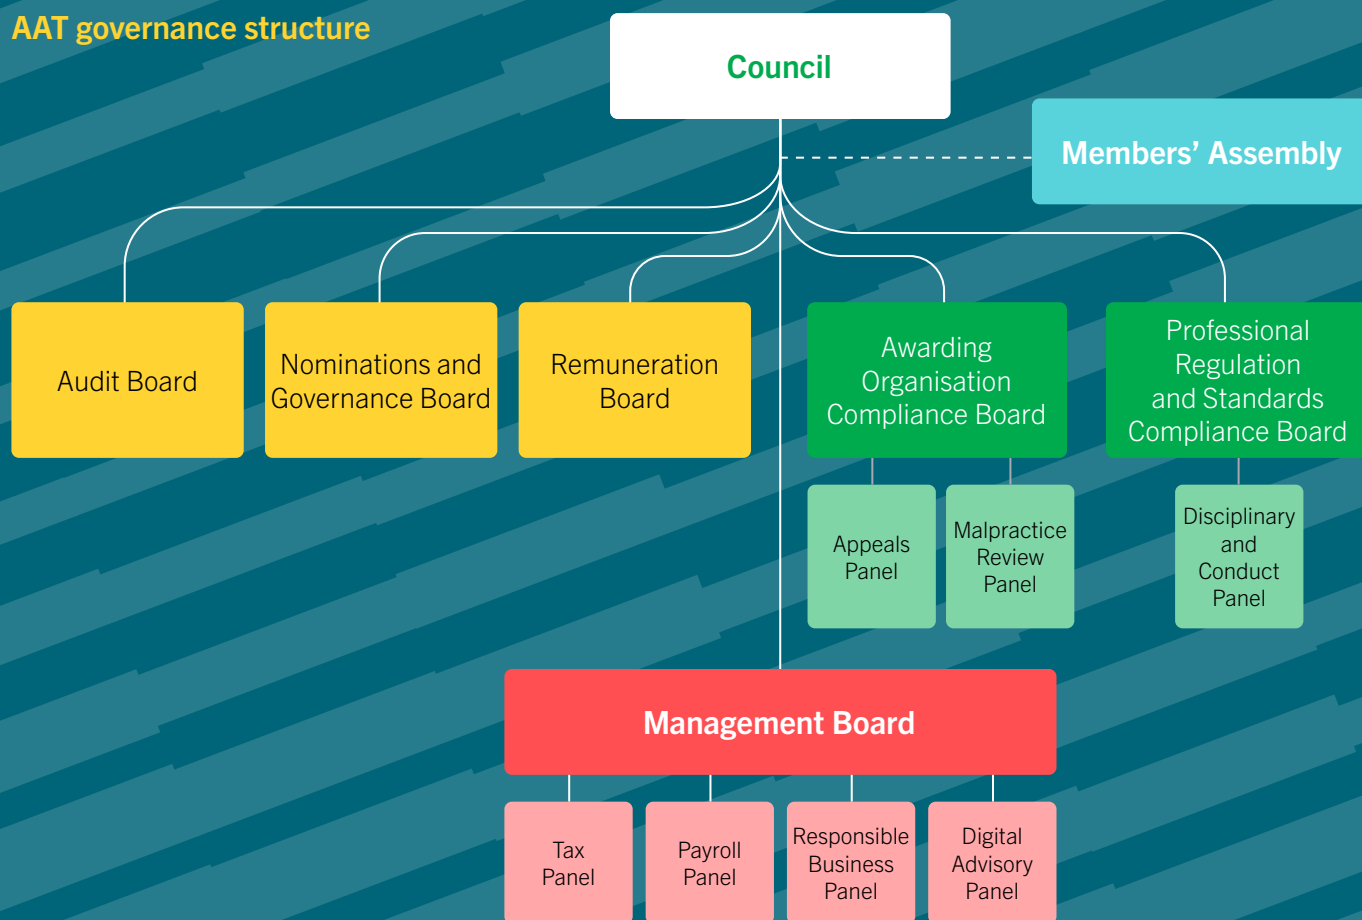 AAT governance structure
Council
Members’ Assembly
Audit Board
Nominations and
Governance Board
Remuneration
Board
Awarding
Organisation
Compliance Board
Professional
Regulation
and Standards
Compliance Board
Appeals
Panel
Malpractice
Review
Panel
Disciplinary
and
Conduct
Panel
Management Board
Tax
Panel
Payroll
Panel
Responsible
Business
Panel
Digital
Advisory
Panel